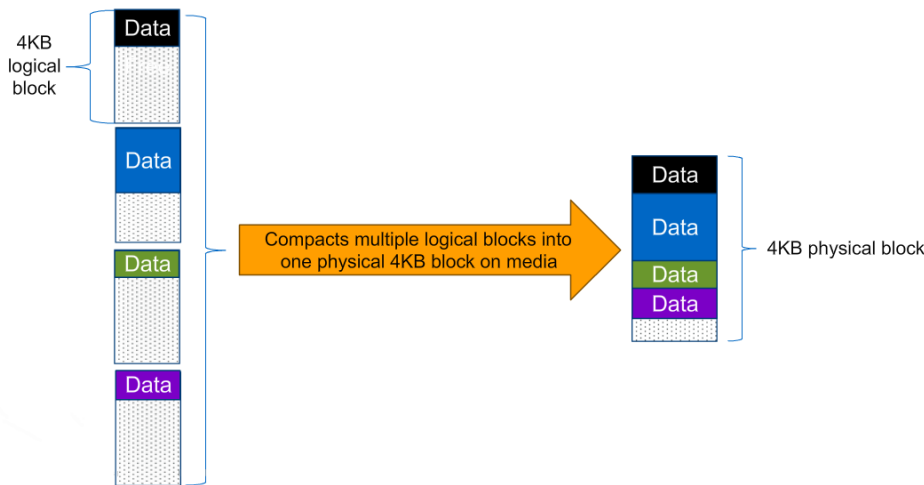 4KB
logical
block
Data
Data
Data
Data
Compacts multiple logical blocks into
one physical 4KB block on media
Data
Data
Data
Data
4KB physical block